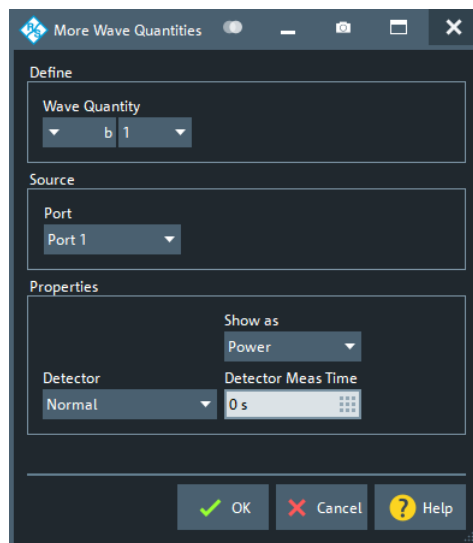 R&S More Wave Quantities
Define
Wave Quantity
b 1
Source
Port
Port 1
Properties
Show as
Power
Detector Detector Meas Time
Normal 0 s
OK Cancel ? Help